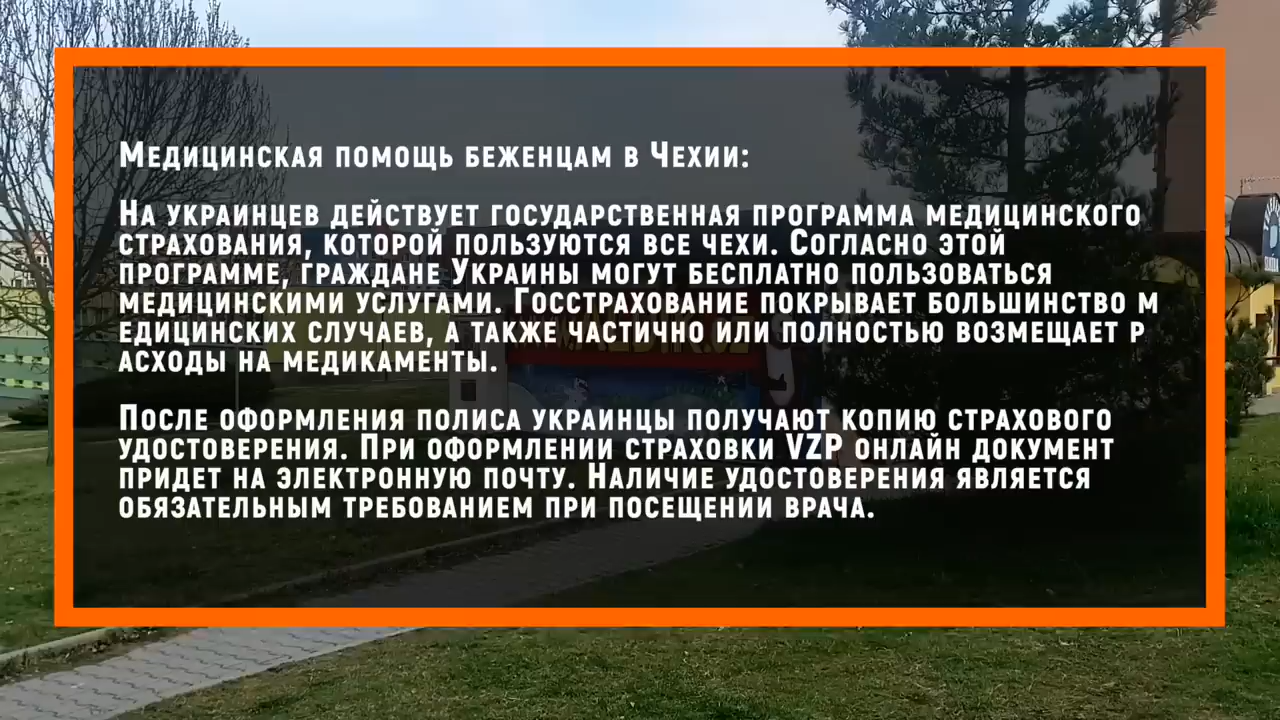 Медицинская помощь беженцам в Чехии:
На украинцев действует государственная программа медицинского
страхования, которой пользуются все чехи. Согласно этой
программе, граждане Украины могут бесплатно пользоваться
медицинскими услугами. Госстрахование покрывает большинство м
едицинских случаев, а также частично или полностью возмещает р
асходы на медикаменты.
После оформления полиса украинцы получают копию страхового
удостоверения. При оформлении страховки VZP онлайн документ
придет на электронную почту. Наличие удостоверения является
обязательным требованием при посещении врача.